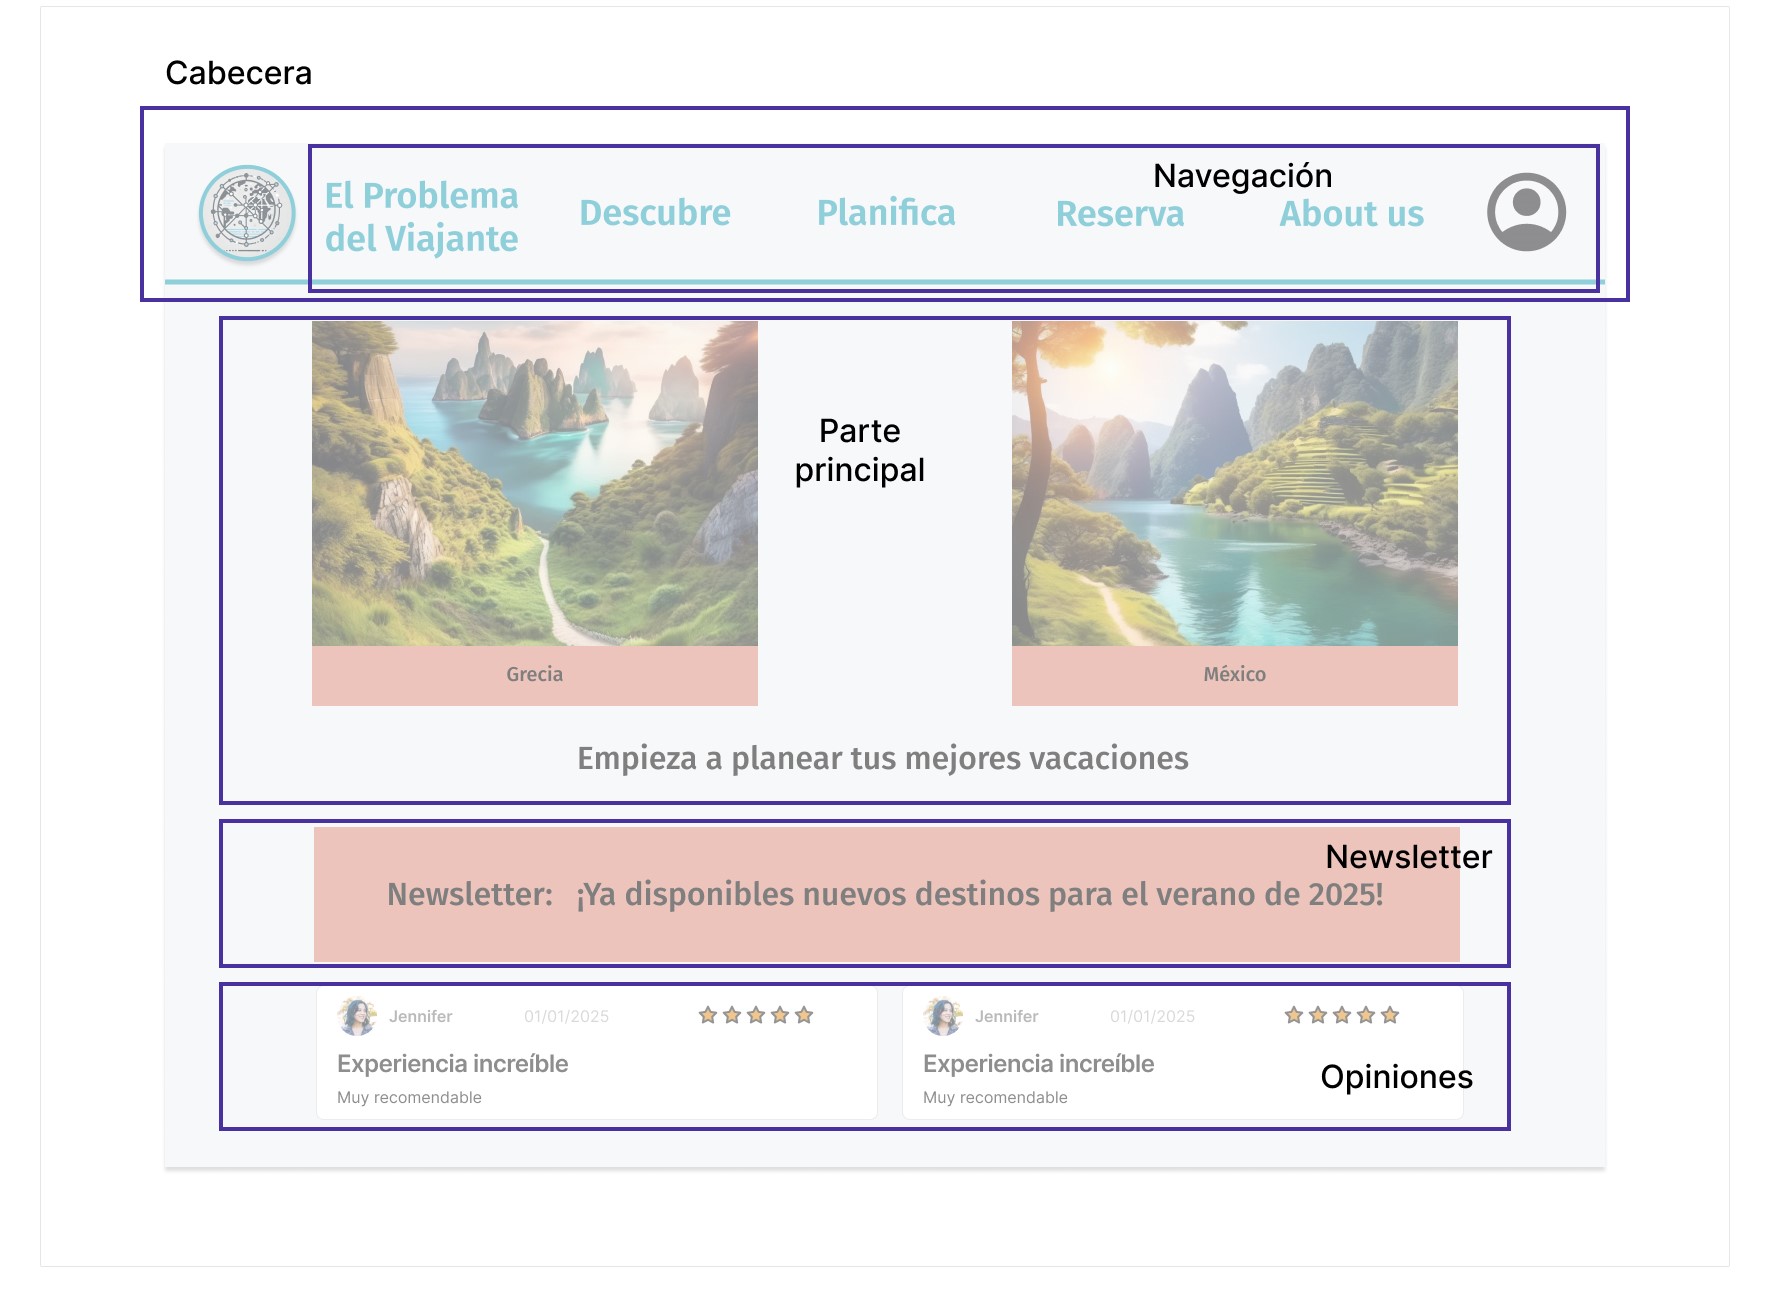 Cabecera
Navegación
El Problema
del Viajante
Descubre
Planifica
Reserva
About us
Parte
principal
Grecia
México
Empieza a planear tus mejores vacaciones
Newsletter
Newsletter: ¡Ya disponibles nuevos destinos para el verano de 2025!
Jennifer 01/01/2025
Experiencia increíble
Muy recomendable
Jennifer 01/01/2025
Experiencia increíble
Muy recomendable
Opiniones